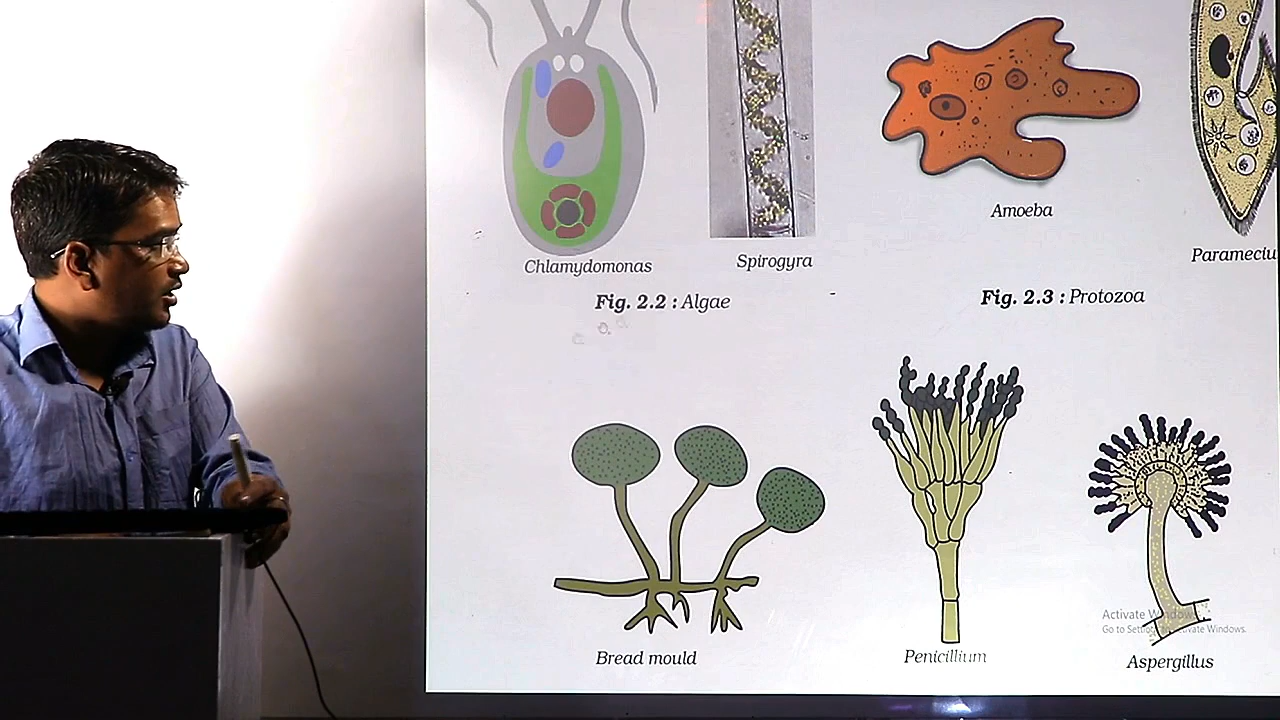 Chlamydomonas
Spirogyra
Fig. 2.2 : Algae
Amoeba
Parameciu
Fig. 2.3 : Protozoa
Bread mould
Penicillium
Aspergillus
Activate Windows
Go to Settings to activate Windows.